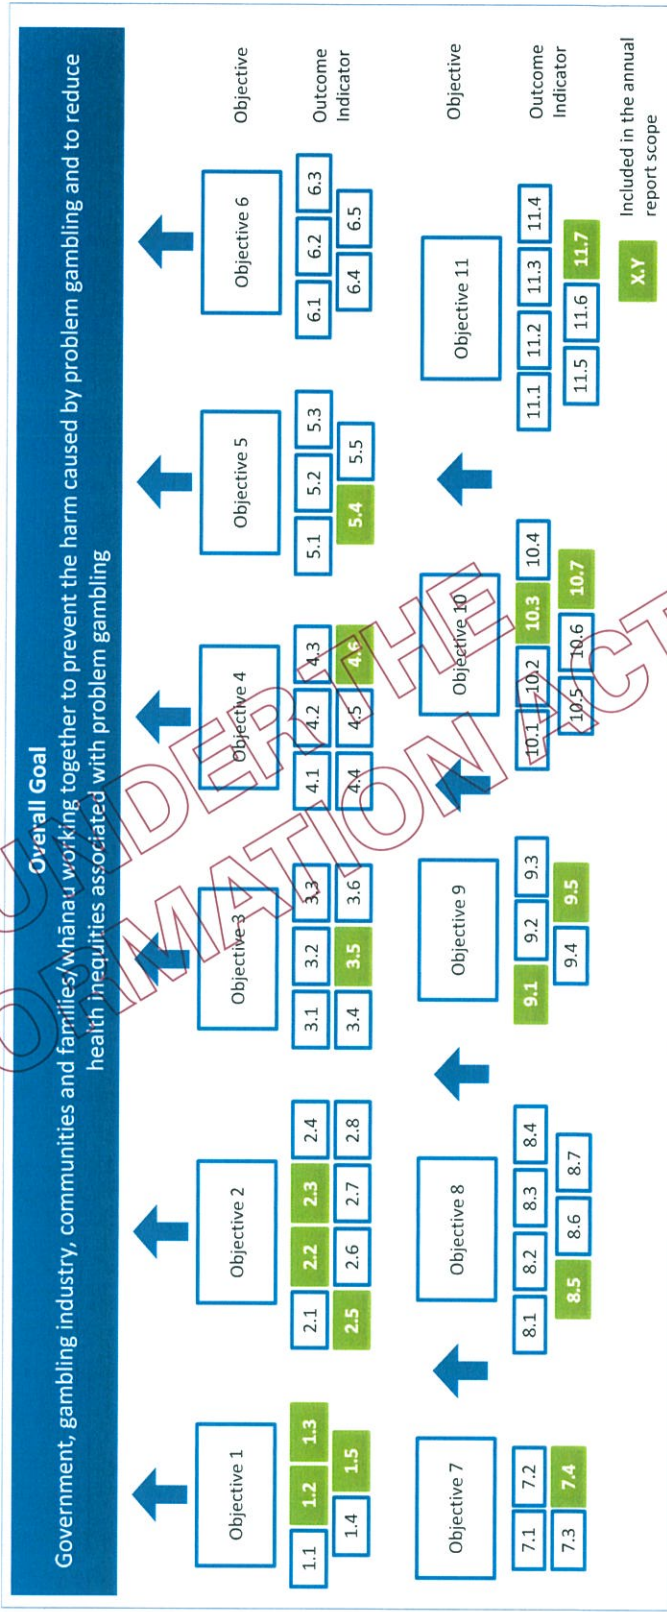 Overall Goal
Government, gambling industry, communities and families/whānau working together to prevent the harm caused by problem gambling and to reduce
health inequities associated with problem gambling
Objective 1
Objective 2
Objective 3
Objective 4
Objective 5
Objective 6
Objective
1.1 1.2 1.3
1.4 1.5
2.1 2.2 2.3 2.4
2.5 2.6 2.7 2.8
3.1 3.2 3.3
3.4 3.5 3.6
4.1 4.2 4.3
4.4 4.5 4.6
5.1 5.2 5.3
5.4 5.5
6.1 6.2 6.3
6.4 6.5
Outcome
Indicator
Objective 7
Objective 8
Objective 9
Objective 10
Objective 11
Objective
7.1 7.2
7.3 7.4
8.1 8.2 8.3 8.4
8.5 8.6 8.7
9.1 9.2 9.3
9.4 9.5
10.1 10.2 10.3 10.4
10.5 10.6 10.7
11.1 11.2 11.3 11.4
11.5 11.6 11.7
Outcome
Indicator
X.Y
Included in the annual
report scope
UNDER THE
ACT